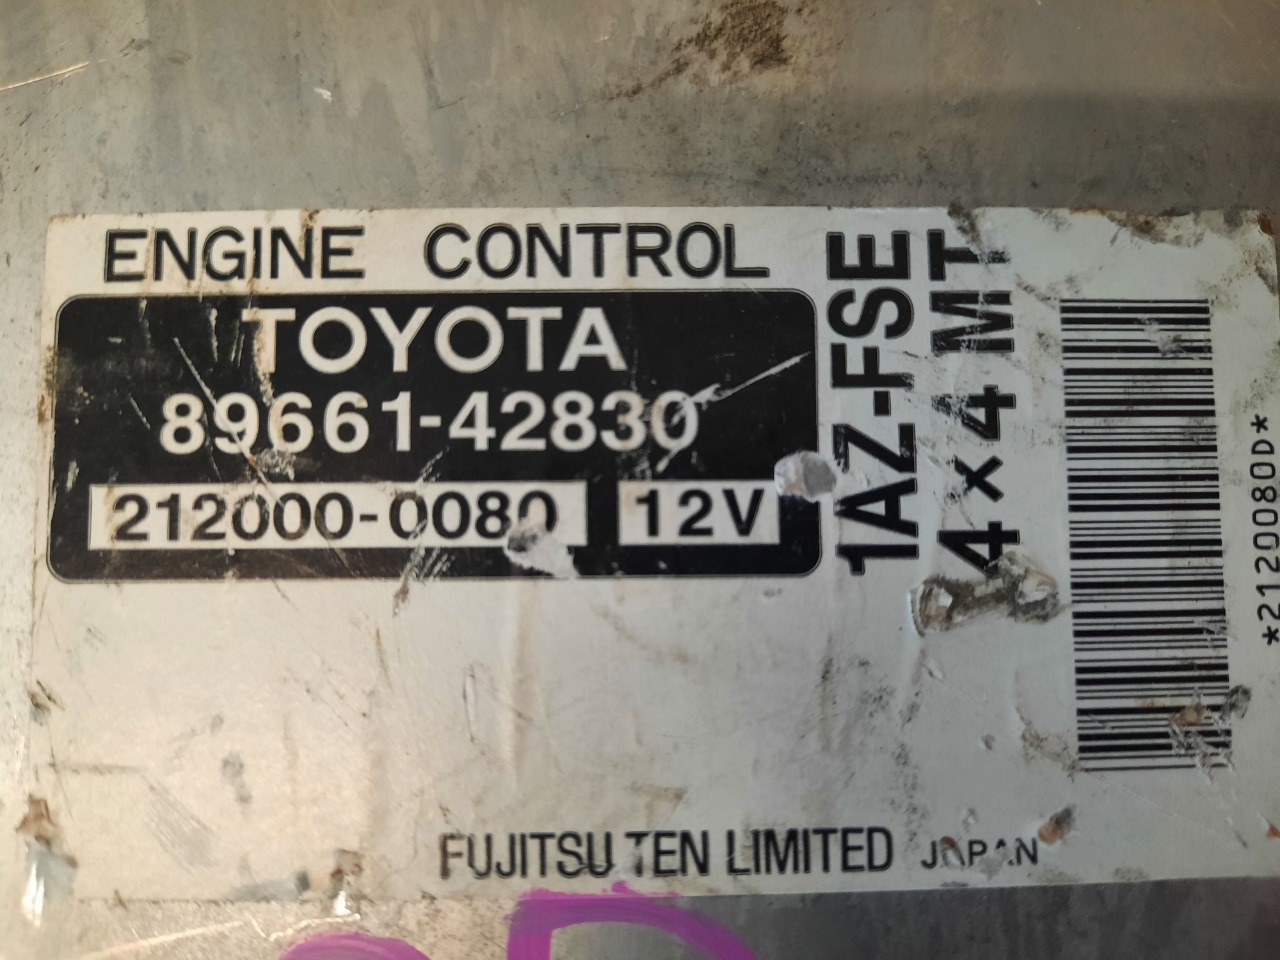 ENGINE CONTROL
TOYOTA
89661-42830
212000-0080 12V
1AZ-FSE
4×4 MT
*2120080D*
FUJITSU TEN LIMITED JAPAN